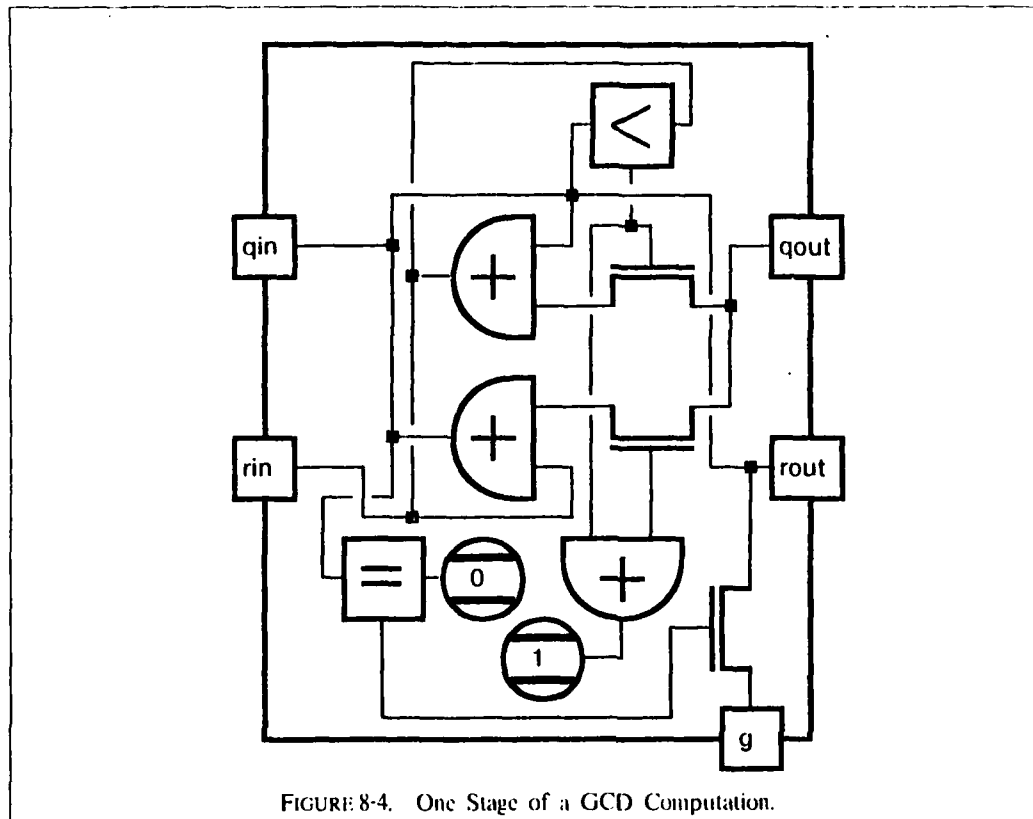 <
qin
qout
+
+
rin
rout
=
0
+
1
g
FIGURE 8-4. One Stage of a GCD Computation.